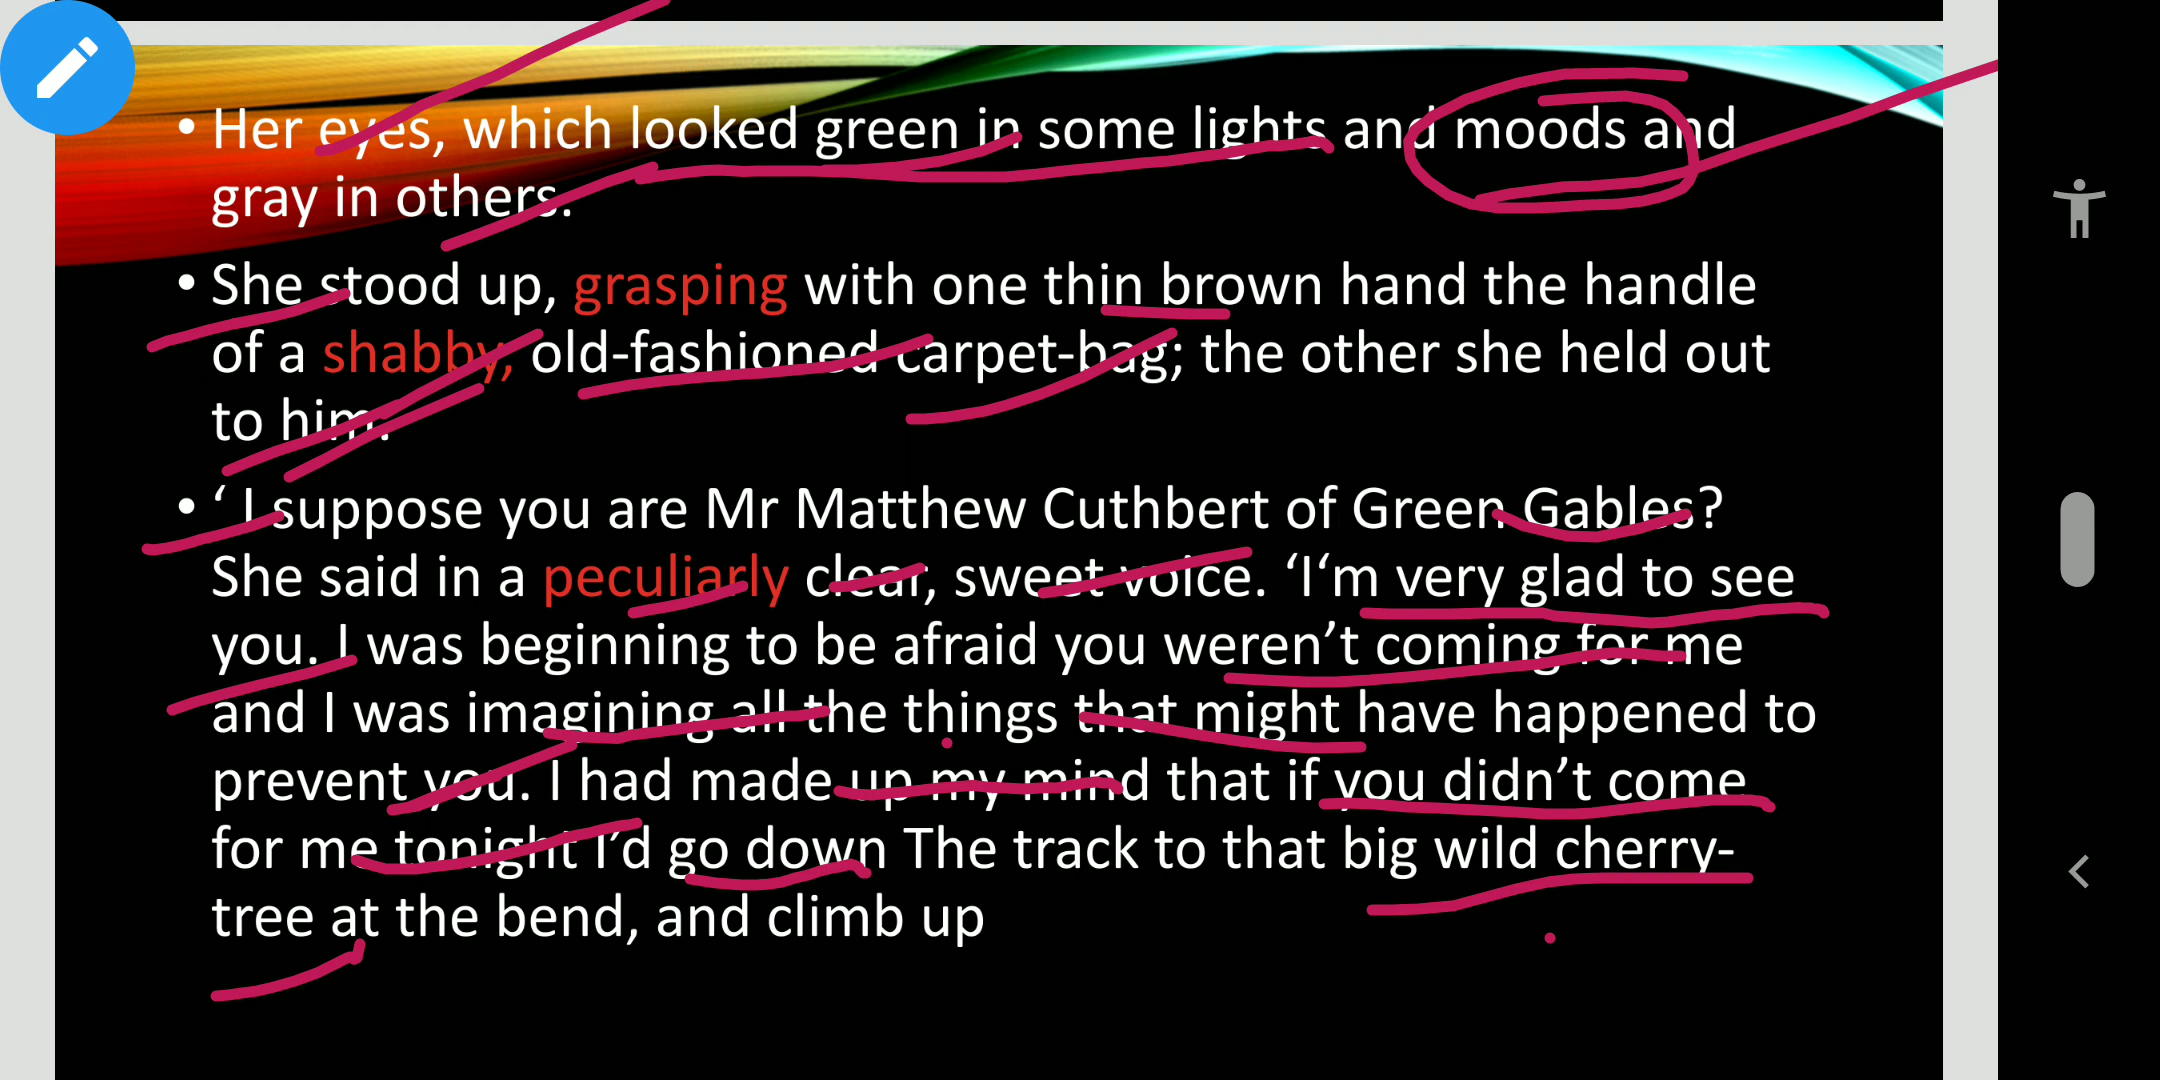 • Her eyes, which looked green in some lights and moods and
gray in others.
• She stood up, grasping with one thin brown hand the handle
of a shabby, old-fashioned carpet-bag; the other she held out
to him.
• ‘ I suppose you are Mr Matthew Cuthbert of Green Gables?
She said in a peculiarly clear, sweet voice. ‘I‘m very glad to see
you. I was beginning to be afraid you weren’t coming for me
and I was imagining all the things that might have happened to
prevent you. I had made up my mind that if you didn’t come
for me tonight I’d go down The track to that big wild cherry-
tree at the bend, and climb up